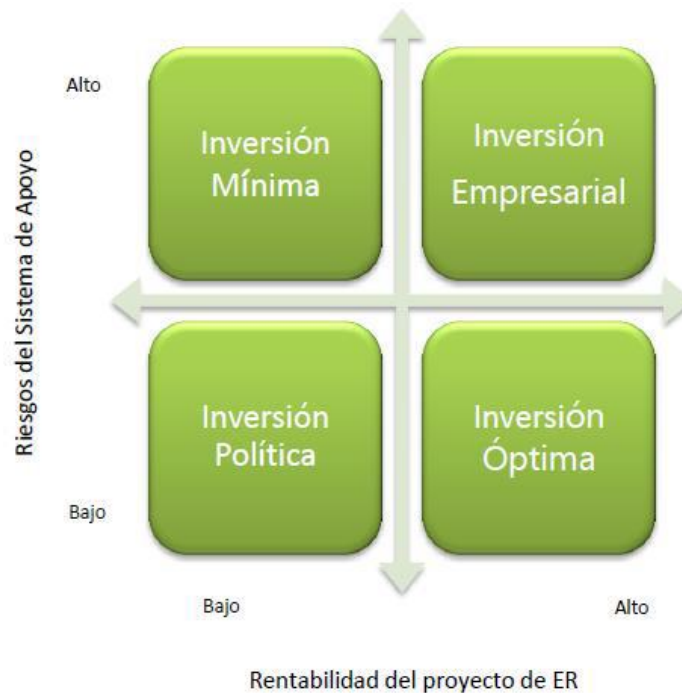 Alto
Inversión
Mínima
Inversión
Empresarial
Riesgos del Sistema de Apoyo
Inversión
Política
Inversión
Óptima
Bajo
Bajo
Alto
Rentabilidad del proyecto de ER